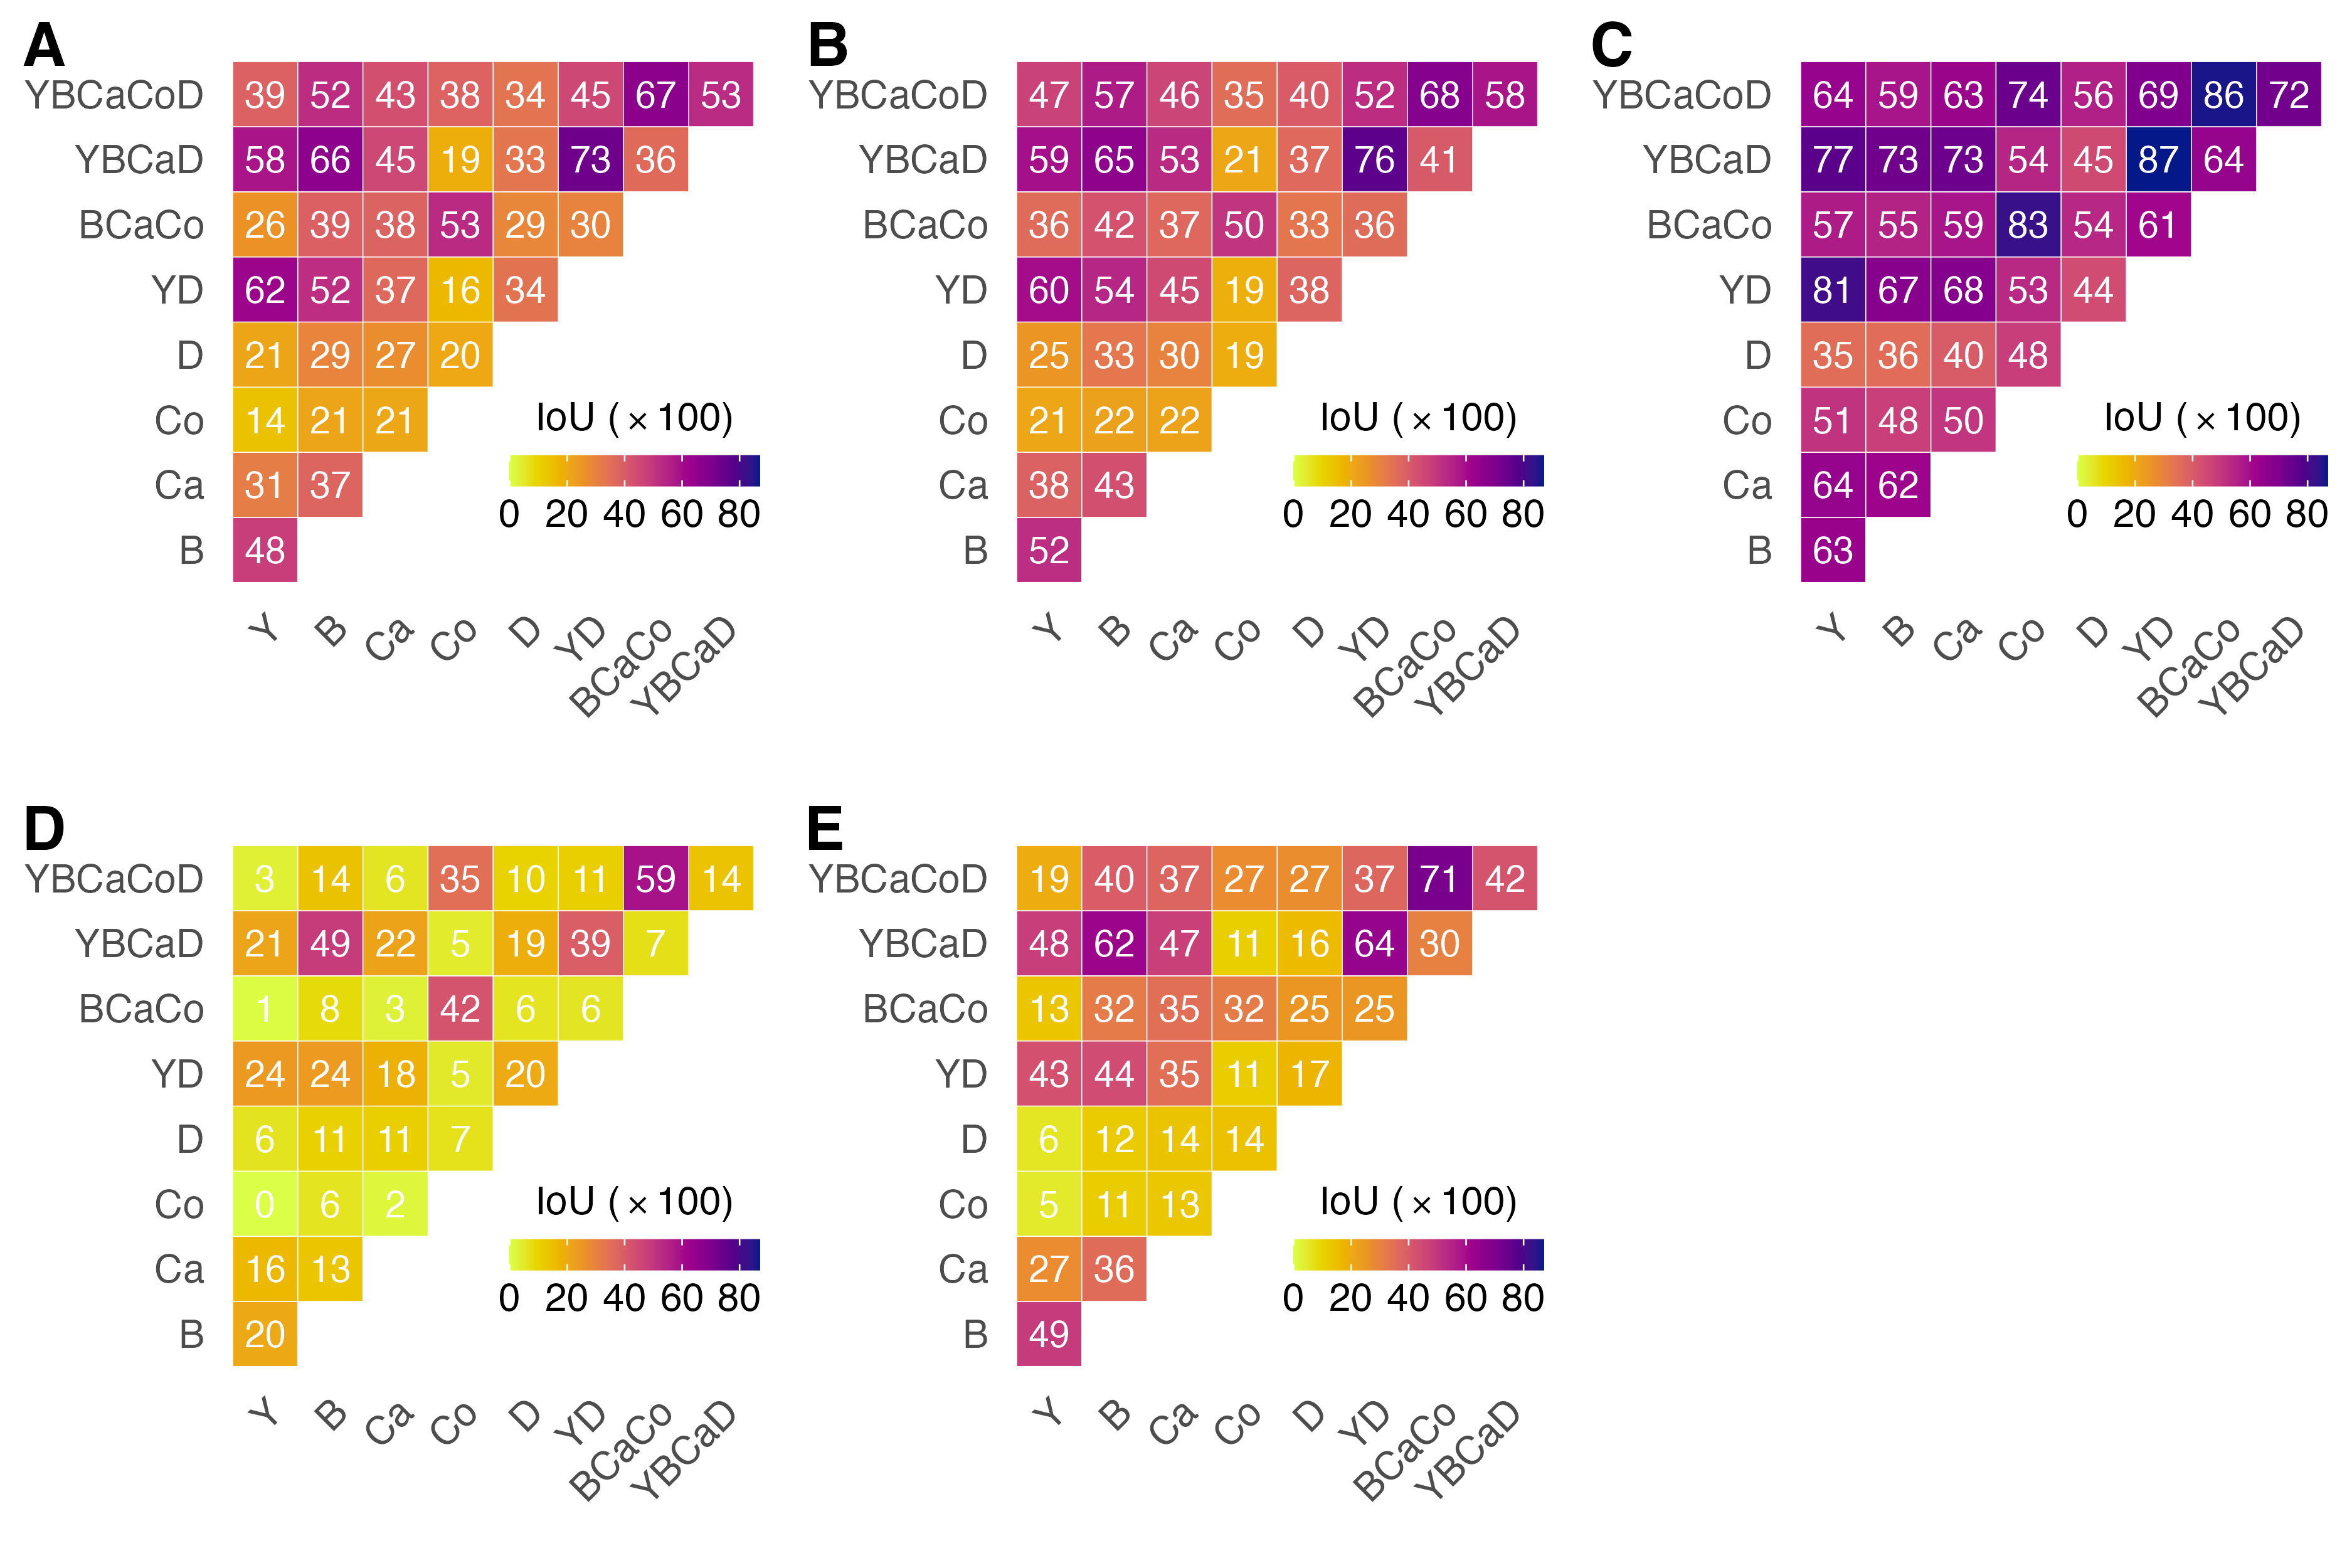 A
YBCaCoD 39 52 43 38 34 45 67 53
YBCaD 58 66 45 19 33 73 36
BCaCo 26 39 38 53 29 30
YD 62 52 37 16 34
D 21 29 27 20
Co 14 21 21
Ca 31 37
B 48
IoU (×100)
0 20 40 60 80
Y B Ca Co D YD BCaCo YBCaD
B
YBCaCoD 47 57 46 35 40 52 68 58
YBCaD 59 65 53 21 37 76 41
BCaCo 36 42 37 50 33 36
YD 60 54 45 19 38
D 25 33 30 19
Co 21 22 22
Ca 38 43
B 52
IoU (×100)
0 20 40 60 80
Y B Ca Co D YD BCaCo YBCaD
C
YBCaCoD 64 59 63 74 56 69 86 72
YBCaD 77 73 73 54 45 87 64
BCaCo 57 55 59 83 54 61
YD 81 67 68 53 44
D 35 36 40 48
Co 51 48 50
Ca 64 62
B 63
IoU (×100)
0 20 40 60 80
Y B Ca Co D YD BCaCo YBCaD
D
YBCaCoD 3 14 6 35 10 11 59 14
YBCaD 21 49 22 5 19 39 7
BCaCo 1 8 3 42 6 6
YD 24 24 18 5 20
D 6 11 11 7
Co 0 6 2
Ca 16 13
B 20
IoU (×100)
0 20 40 60 80
Y B Ca Co D YD BCaCo YBCaD
E
YBCaCoD 19 40 37 27 27 37 71 42
YBCaD 48 62 47 11 16 64 30
BCaCo 13 32 35 32 25 25
YD 43 44 35 11 17
D 6 12 14 14
Co 5 11 13
Ca 27 36
B 49
IoU (×100)
0 20 40 60 80
Y B Ca Co D YD BCaCo YBCaD